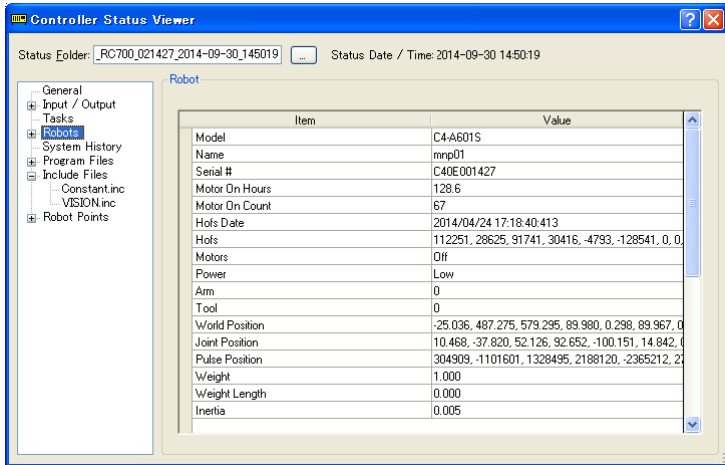 Controller Status Viewer
Status Folder: _RC700_021427_2014-09-30_145019 ... Status Date / Time: 2014-09-30 14:50:19
General
Input / Output
Tasks
Robots
System History
Program Files
Include Files
Constant.inc
VISION.inc
Robot Points
Robot
Item Value
Model C4-A601S
Name mnp01
Serial # C40E001427
Motor On Hours 128.6
Motor On Count 67
Hofs Date 2014/04/24 17:18:40:413
Hofs 112251, 28625, 91741, 30416, -4793, -128541, 0, 0,
Motors Off
Power Low
Arm 0
Tool 0
World Position -25.036, 487.275, 579.295, 89.980, 0.298, 89.967, 0
Joint Position 10.468, -37.820, 52.126, 92.652, -100.151, 14.842,
Pulse Position 304909, -1101601, 1328495, 2188120, -2365212,
Weight 1.000
Weight Length 0.000
Inertia 0.005